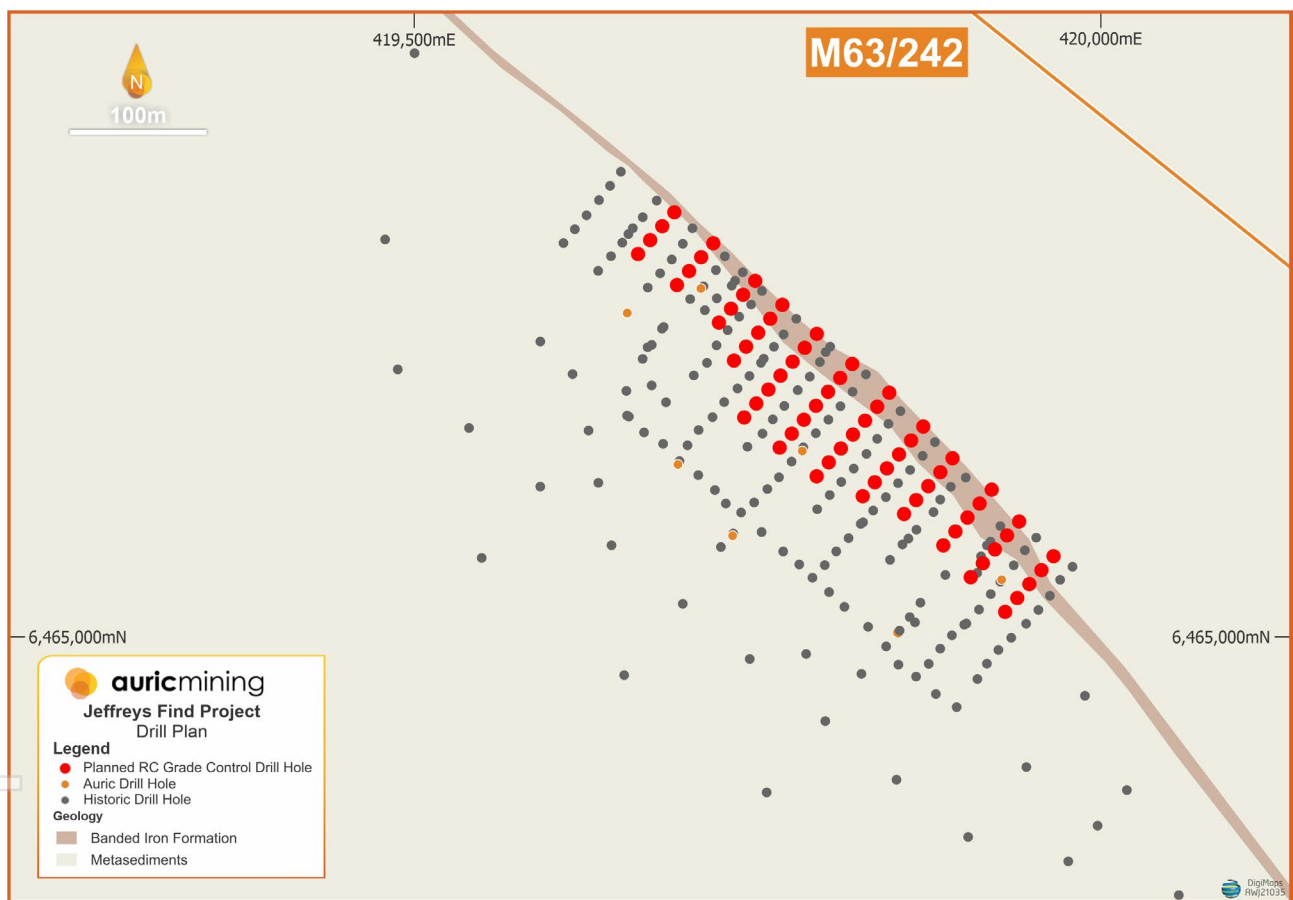 419,500mE
M63/242
420,000mE
N
100m
6,465,000mN
6,465,000mN
auricmining
Jeffreys Find Project
Drill Plan
Legend
Planned RC Grade Control Drill Hole
Auric Drill Hole
Historic Drill Hole
Geology
Banded Iron Formation
Metasediments
DigiMaps
AWJ21035